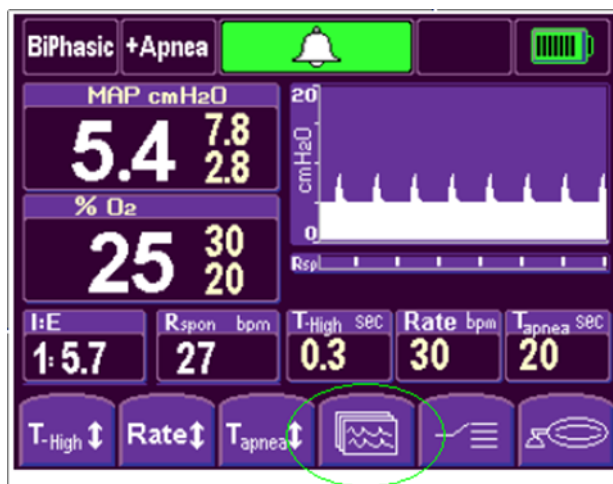 BiPhasic +Apnea
MAP cmH2O
5.4 7.8 2.8
20
cmH2O
0
% O2
25 30 20
Rsp
I:E Rspon bpm T-High sec Rate bpm Tapnea sec
1:5.7 27 0.3 30 20
T-High Rate Tapnea